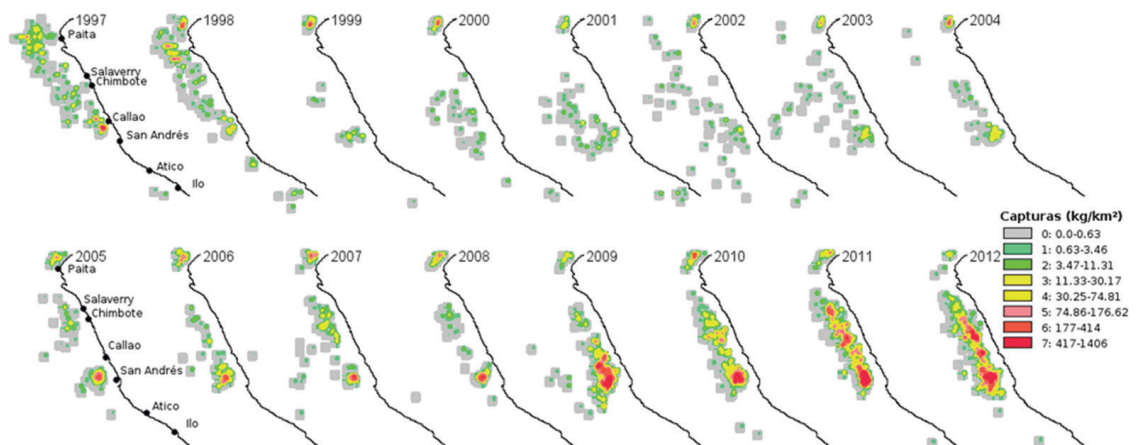 1997 1998 1999 2000 2001 2002 2003 2004
Paita
Salaverry
Chimbote
Callao
San Andrés
Atico
Ilo
2005 2006 2007 2008 2009 2010 2011 2012
Paita
Salaverry
Chimbote
Callao
San Andrés
Atico
Ilo
Capturas (kg/km²)
0: 0.0-0.63
1: 0.63-3.46
2: 3.47-11.31
3: 11.33-30.17
4: 30.25-74.81
5: 74.86-176.62
6: 177-414
7: 417-1406